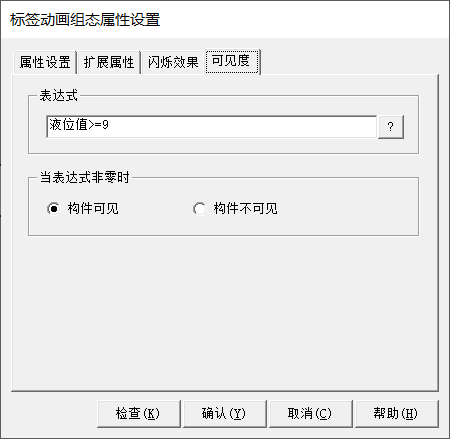 标签动画组态属性设置
属性设置 扩展属性 闪烁效果 可见度
表达式
液位值>=9 ?
当表达式非零时
构件可见 构件不可见
检查(K) 确认(Y) 取消(C) 帮助(H)